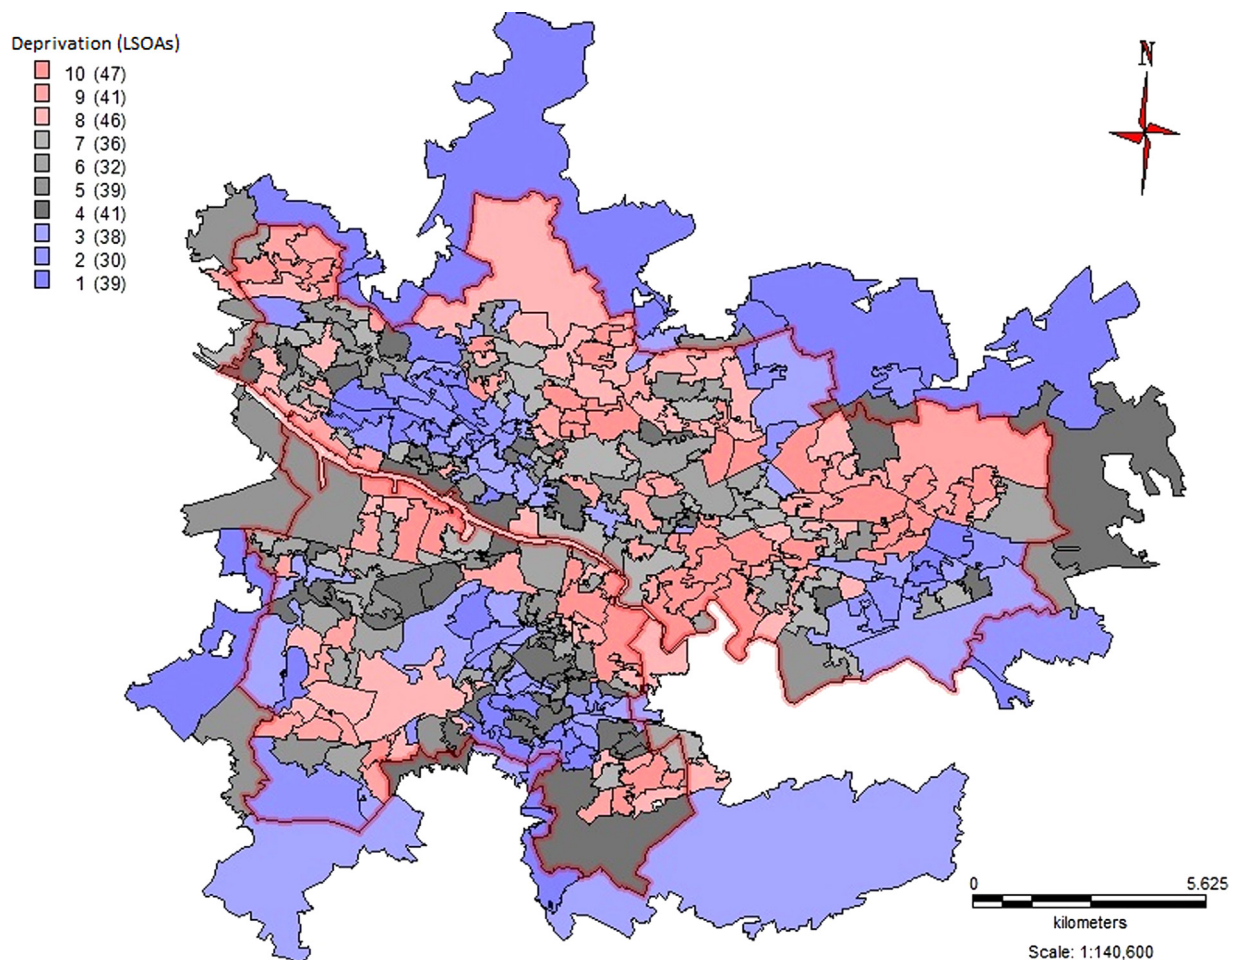 Deprivation (LSOAs)
10 (47)
9 (41)
8 (46)
7 (36)
6 (32)
5 (39)
4 (41)
3 (38)
2 (30)
1 (39)
N
0 5.625
kilometers
Scale: 1:140,600